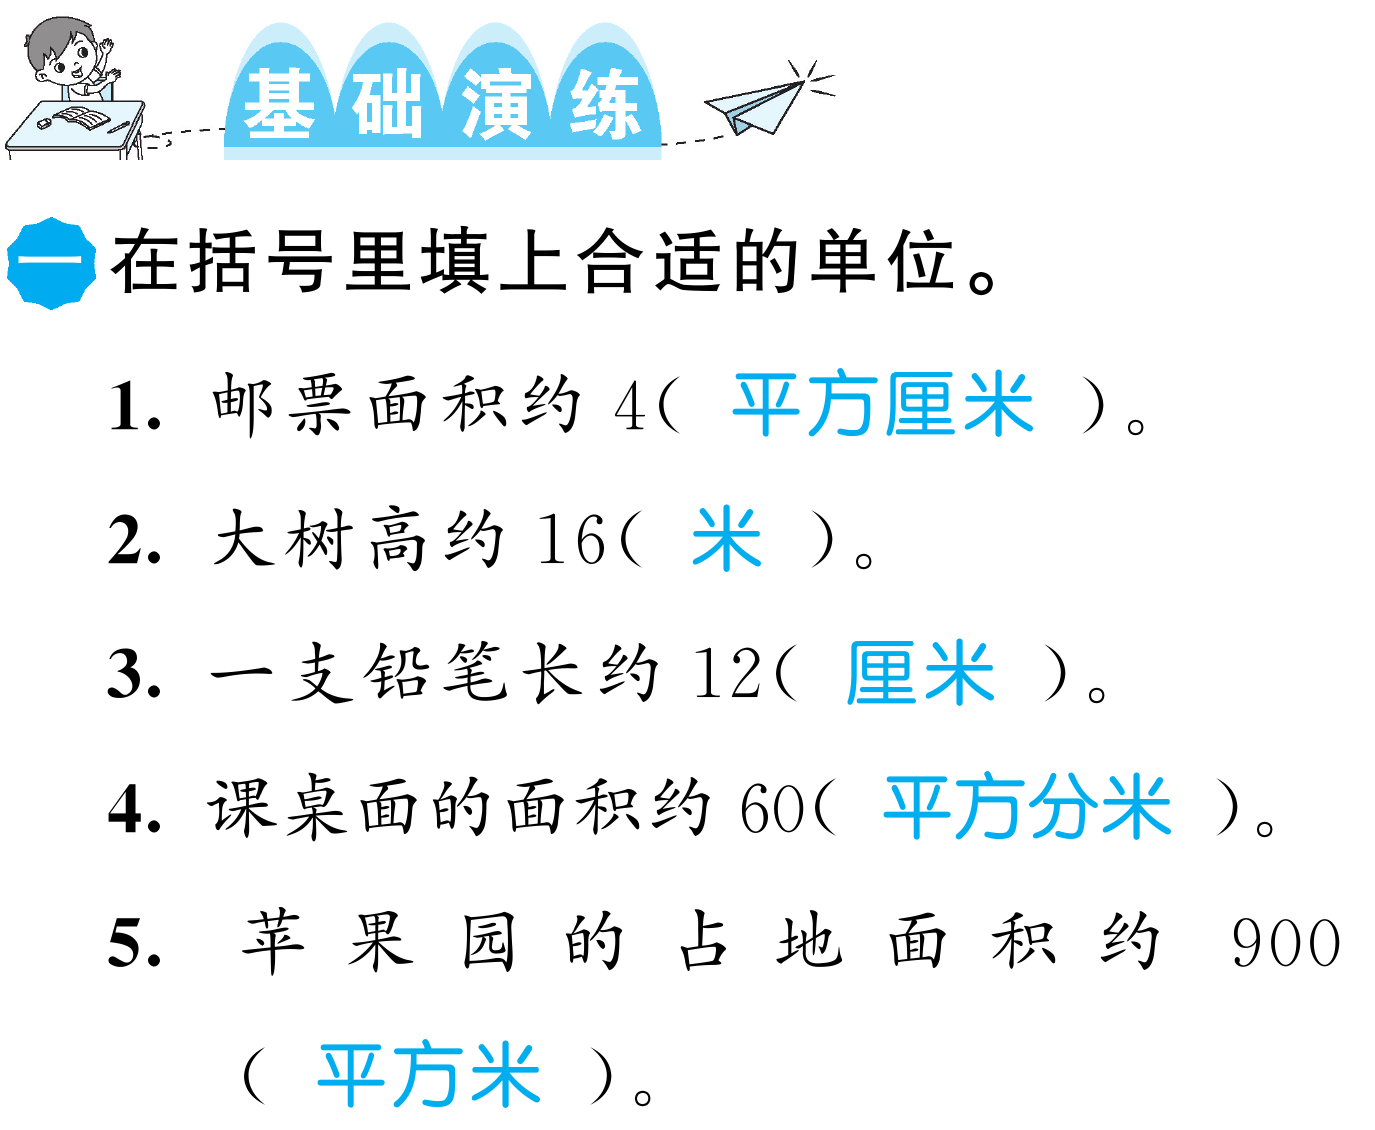 基础演练
一 在括号里填上合适的单位。
1. 邮票面积约 4( 平方厘米 )。
2. 大树高约 16( 米 )。
3. 一支铅笔长约 12( 厘米 )。
4. 课桌面的面积约 60( 平方分米 )。
5. 苹果园的占地面积约 900
( 平方米 )。